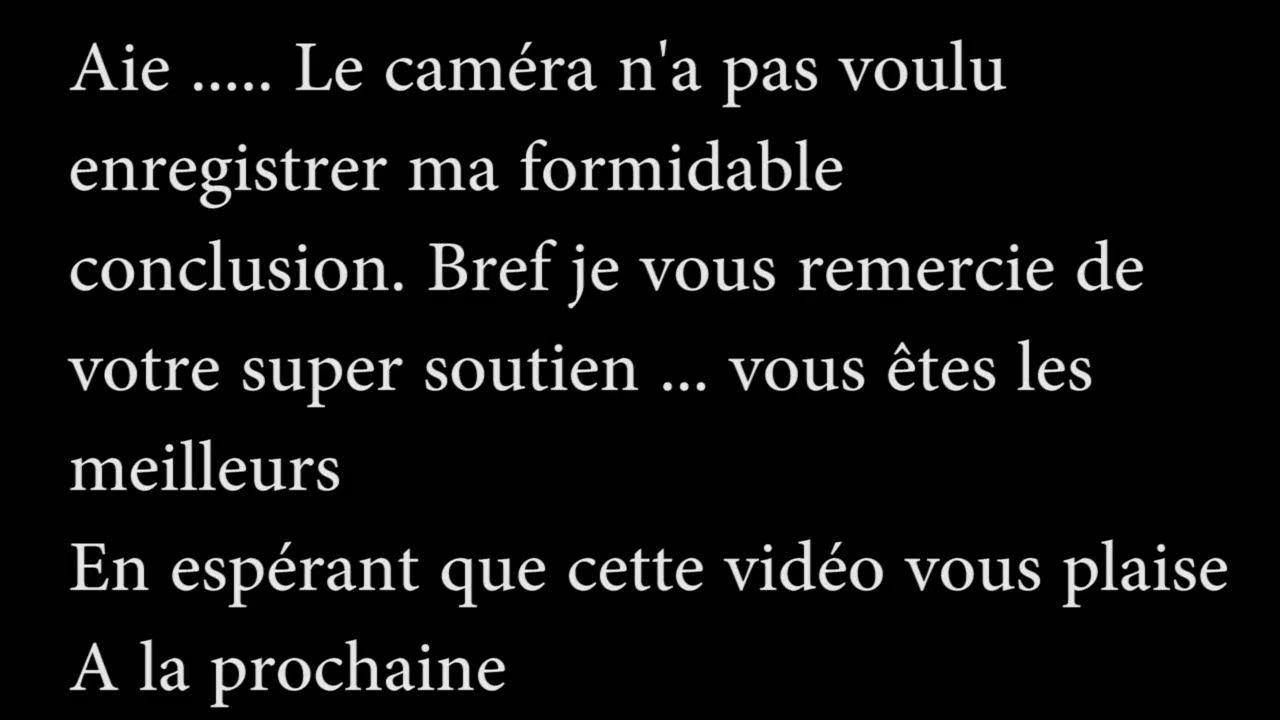 Aie ..... Le caméra n'a pas voulu
enregistrer ma formidable
conclusion. Bref je vous remercie de
votre super soutien ... vous êtes les
meilleurs
En espérant que cette vidéo vous plaise
A la prochaine